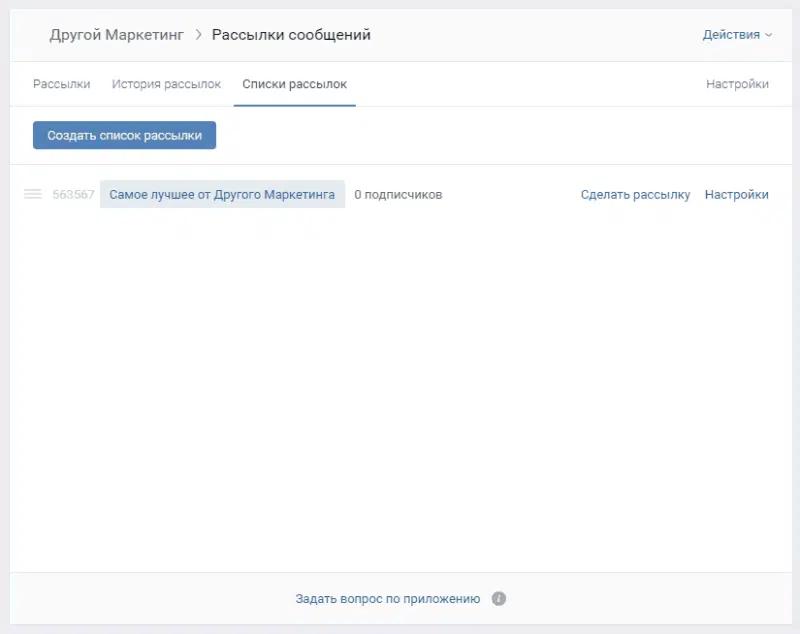 Другой Маркетинг > Рассылки сообщений Действия
Рассылки История рассылок Списки рассылок Настройки
Создать список рассылки
563567 Самое лучшее от Другого Маркетинга 0 подписчиков Сделать рассылку Настройки
Задать вопрос по приложению i